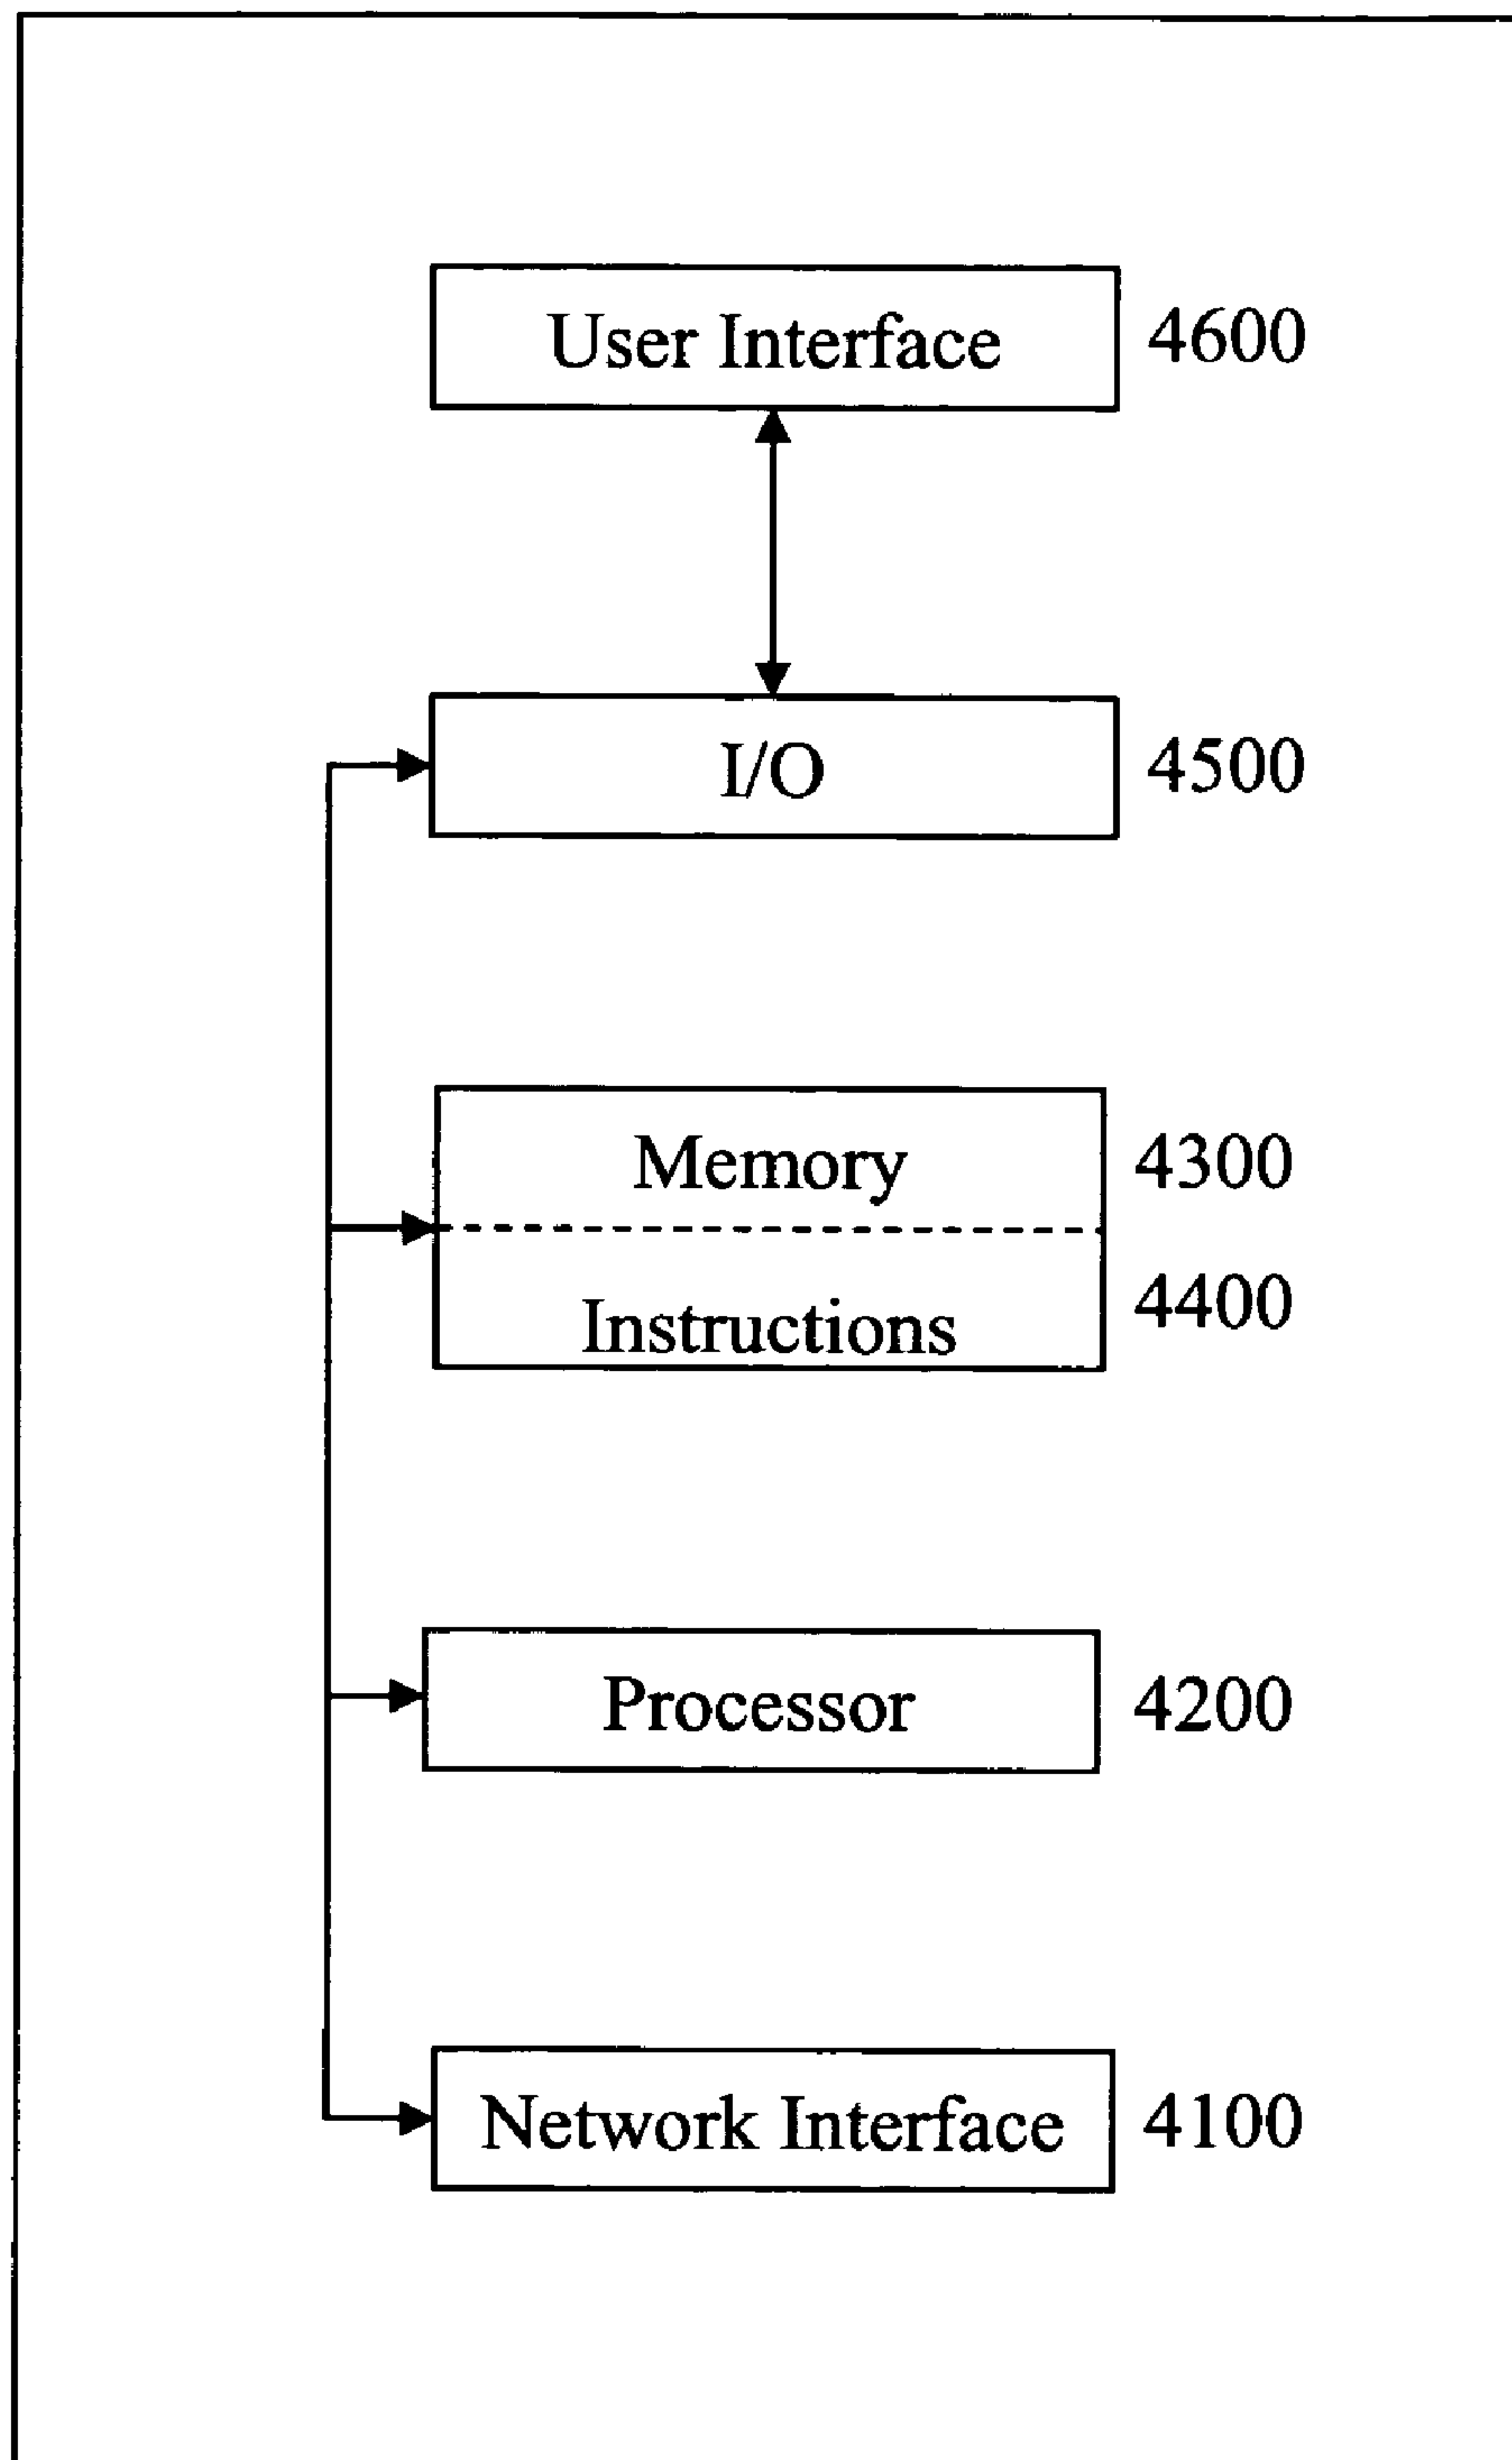 User Interface 4600
I/O 4500
Memory 4300
Instructions 4400
Processor 4200
Network Interface 4100